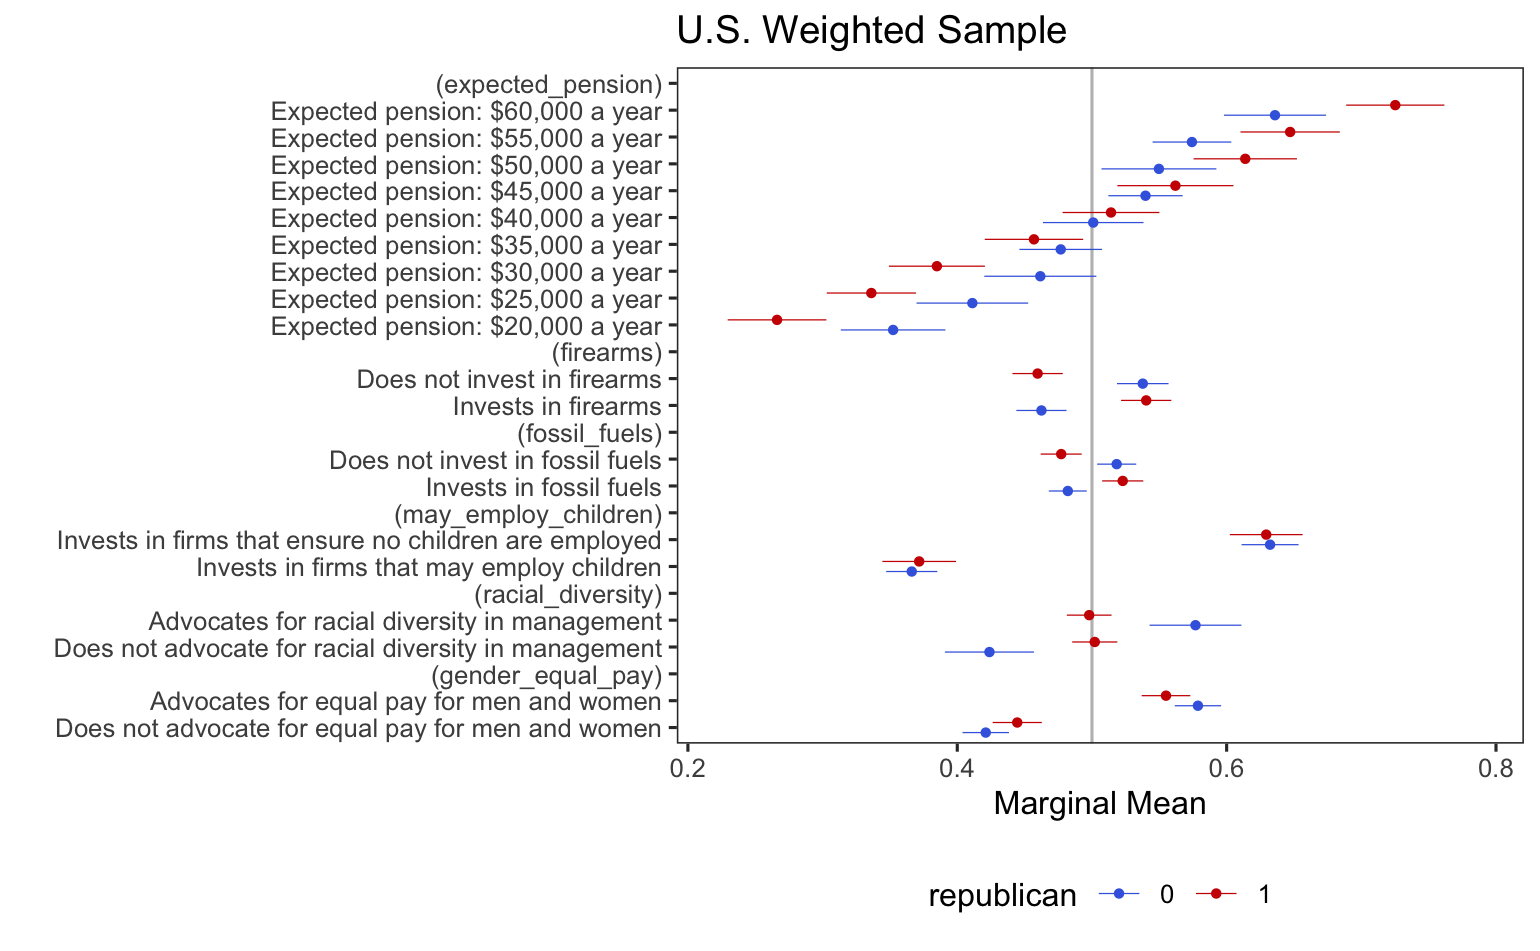 U.S. Weighted Sample
(expected_pension)
Expected pension: $60,000 a year
Expected pension: $55,000 a year
Expected pension: $50,000 a year
Expected pension: $45,000 a year
Expected pension: $40,000 a year
Expected pension: $35,000 a year
Expected pension: $30,000 a year
Expected pension: $25,000 a year
Expected pension: $20,000 a year
(firearms)
Does not invest in firearms
Invests in firearms
(fossil_fuels)
Does not invest in fossil fuels
Invests in fossil fuels
(may_employ_children)
Invests in firms that ensure no children are employed
Invests in firms that may employ children
(racial_diversity)
Advocates for racial diversity in management
Does not advocate for racial diversity in management
(gender_equal_pay)
Advocates for equal pay for men and women
Does not advocate for equal pay for men and women
0.2 0.4 0.6 0.8
Marginal Mean
republican 0 1